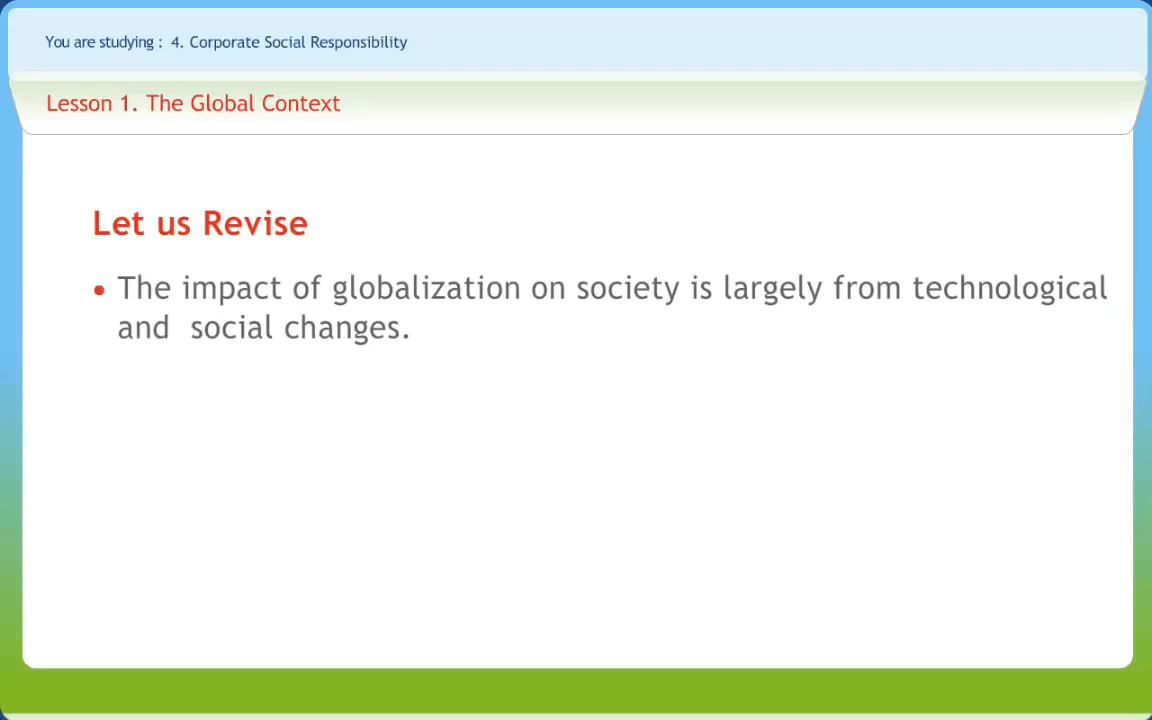 You are studying : 4. Corporate Social Responsibility
Lesson 1. The Global Context
Let us Revise
• The impact of globalization on society is largely from technological
and  social changes.